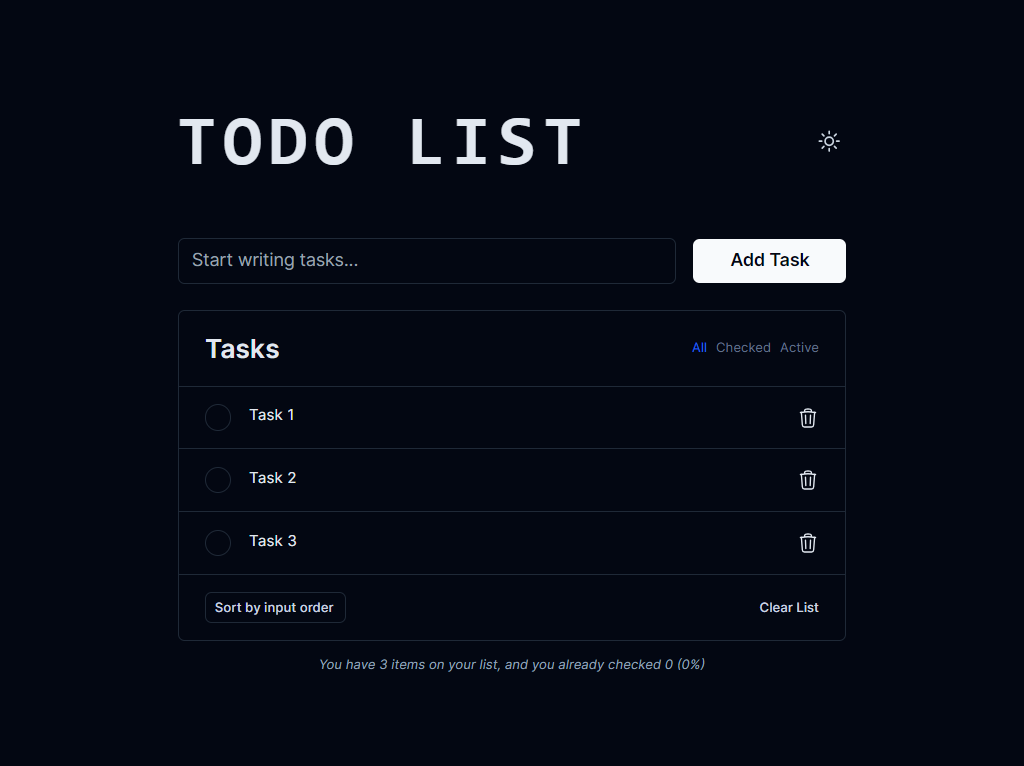 TODO LIST
Start writing tasks...
Add Task
Tasks
All Checked Active
Task 1
Task 2
Task 3
Sort by input order
Clear List
You have 3 items on your list, and you already checked 0 (0%)